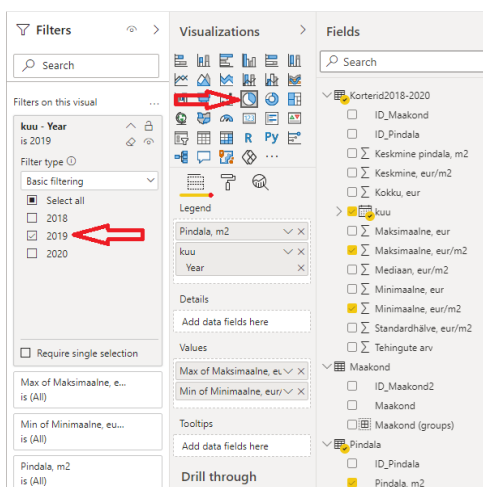 Filters
Search
Filters on this visual
...
kuu - Year
is 2019
Filter type
Basic filtering
Select all
2018
2019
2020
Require single selection
Max of Maksimaalne, e...
is (All)
Min of Minimaalne, eu...
is (All)
Pindala, m2
is (All)
Visualizations
R
Py
...
Legend
Pindala, m2
kuu
Year
Details
Add data fields here
Values
Max of Maksimaalne, eu
Min of Minimaalne, eur/
Tooltips
Add data fields here
Drill through
Fields
Search
Korterid2018-2020
ID_Maakond
ID_Pindala
Keskmine pindala, m2
Keskmine, eur/m2
Kokku, eur
kuu
Maksimaalne, eur
Maksimaalne, eur/m2
Mediaan, eur/m2
Minimaalne, eur
Minimaalne, eur/m2
Standardhälve, eur/m2
Tehingute arv
Maakond
ID_Maakond2
Maakond
Maakond (groups)
Pindala
ID_Pindala
Pindala, m2